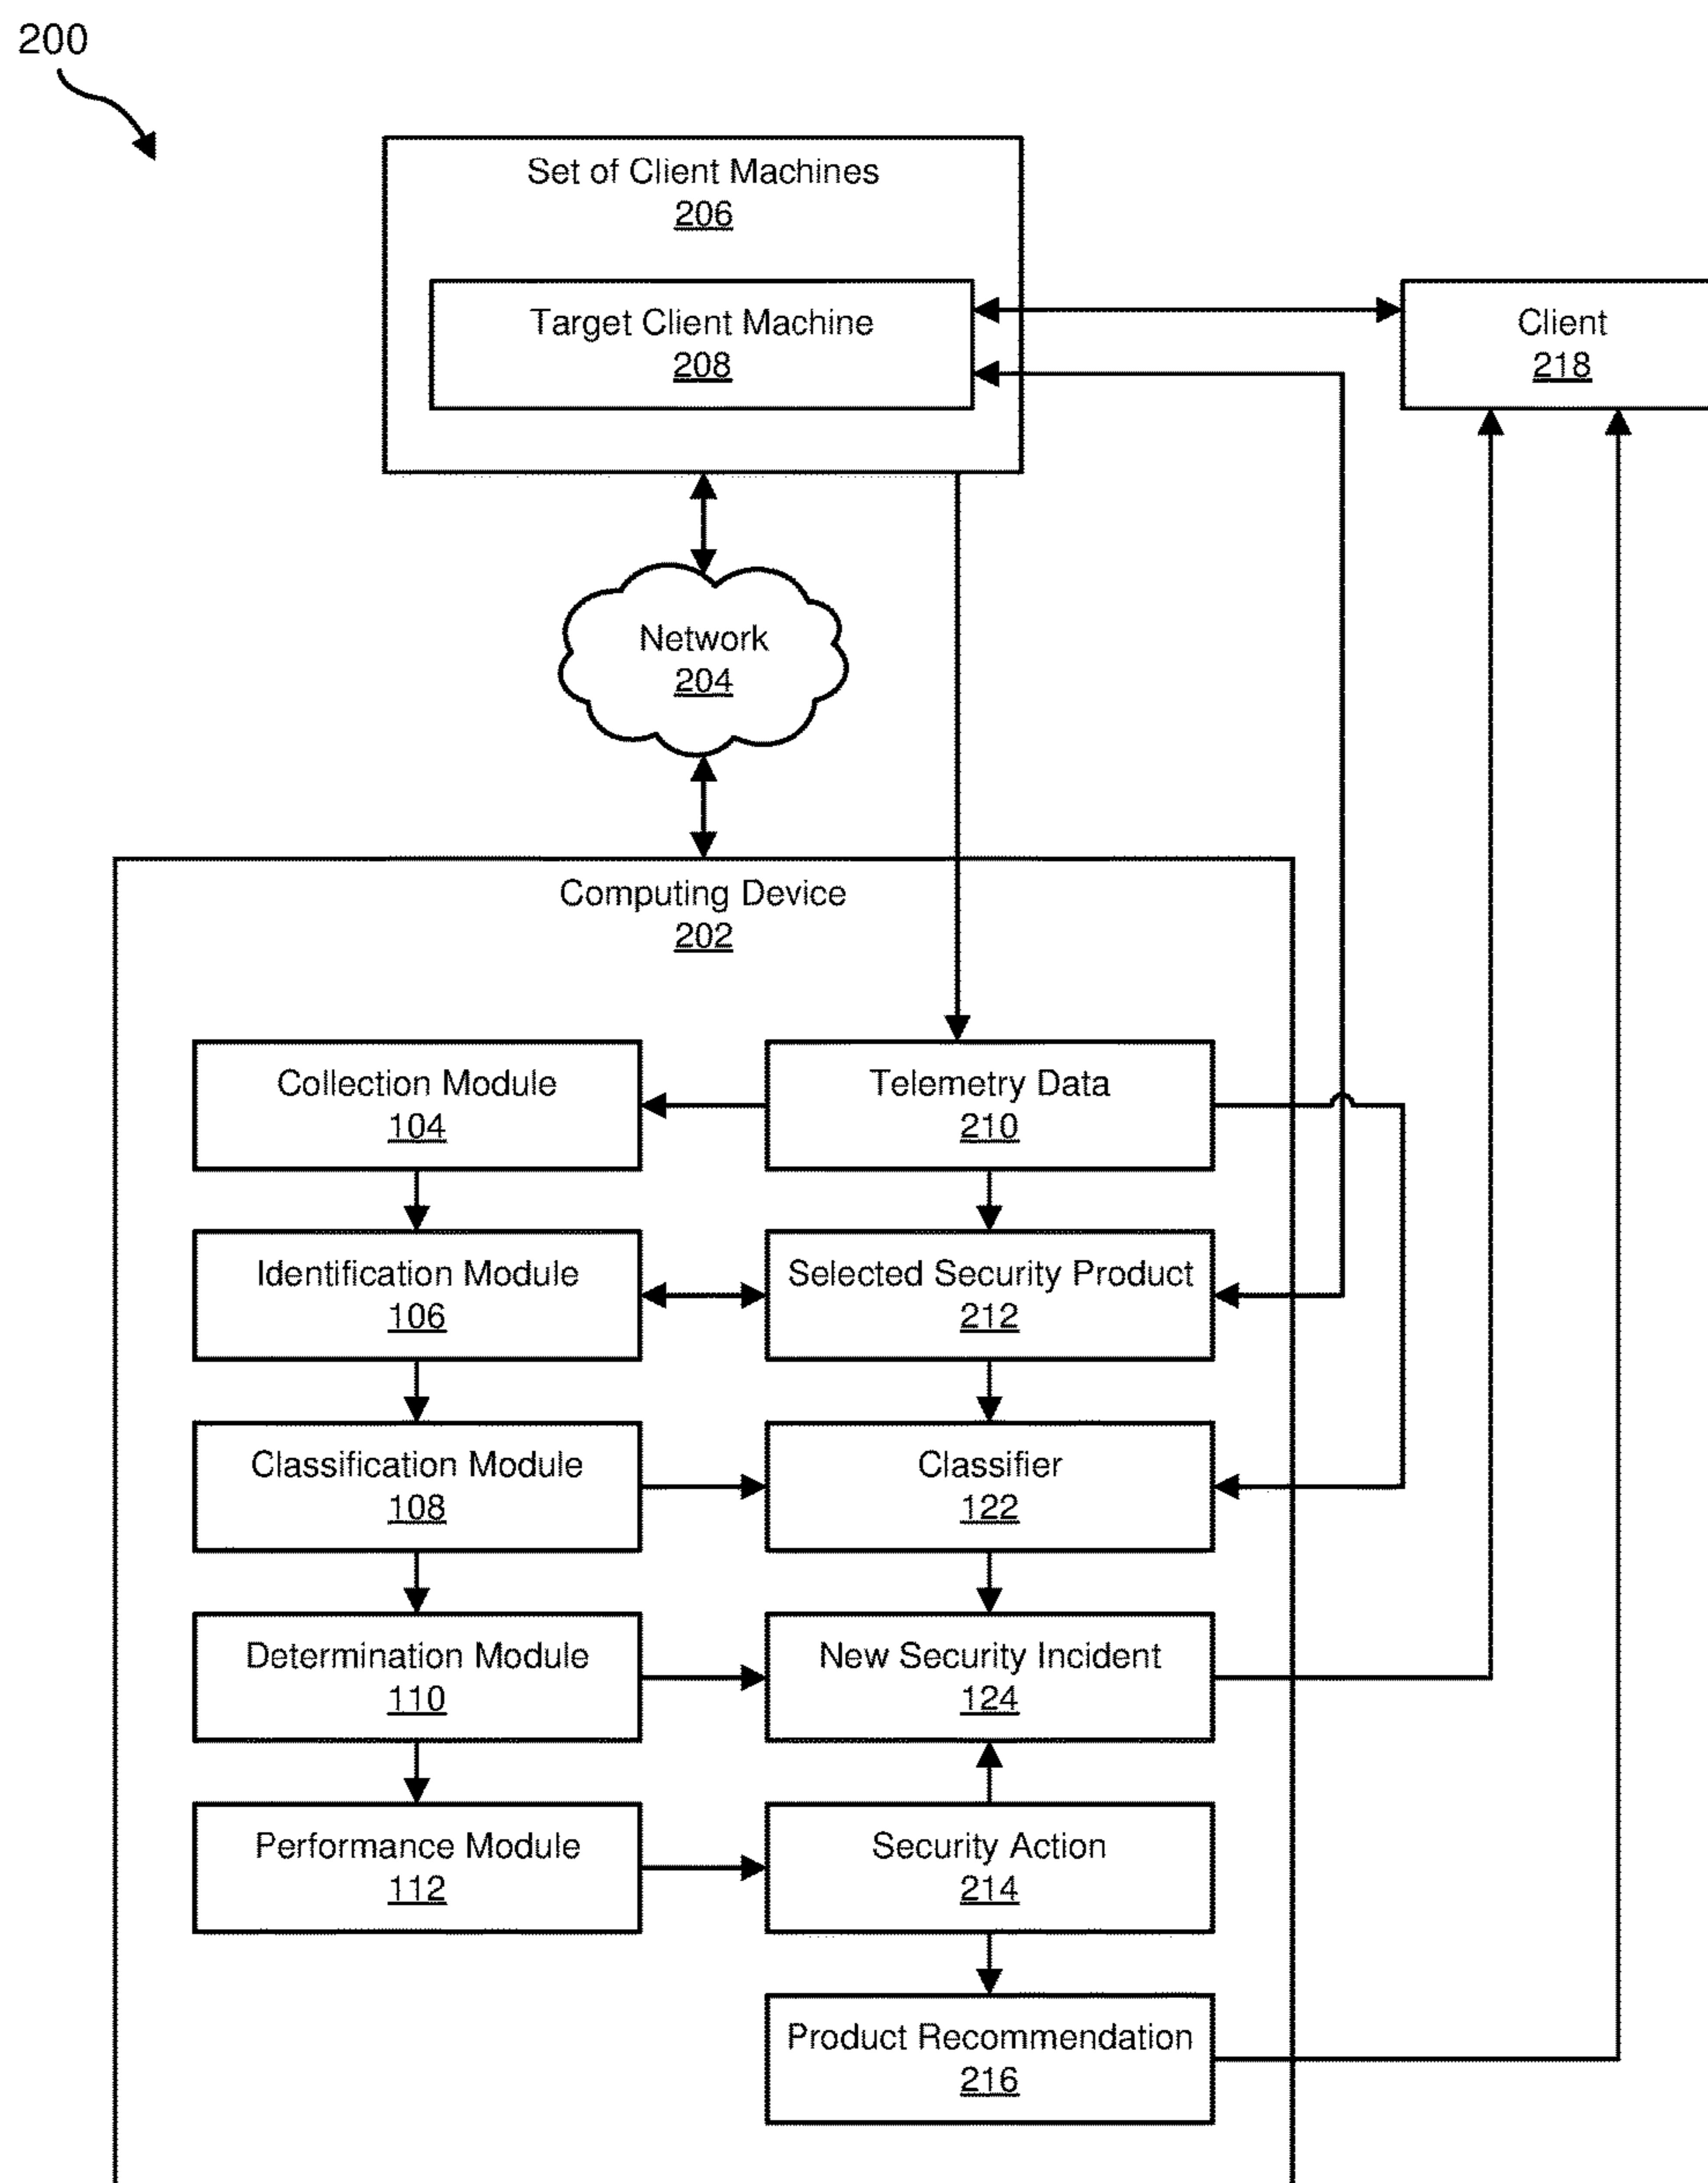 200
Set of Client Machines
206
Target Client Machine
208
Client
218
Network
204
Computing Device
202
Collection Module
104
Telemetry Data
210
Identification Module
106
Selected Security Product
212
Classification Module
108
Classifier
122
Determination Module
110
New Security Incident
124
Performance Module
112
Security Action
214
Product Recommendation
216